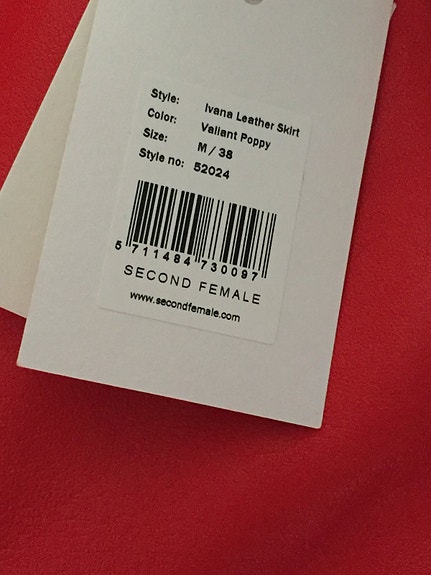 Style: Ivana Leather Skirt
Color: Valiant Poppy
Size: M / 38
Style no: 52024
5 711484 730097
SECOND FEMALE
www.secondfemale.com